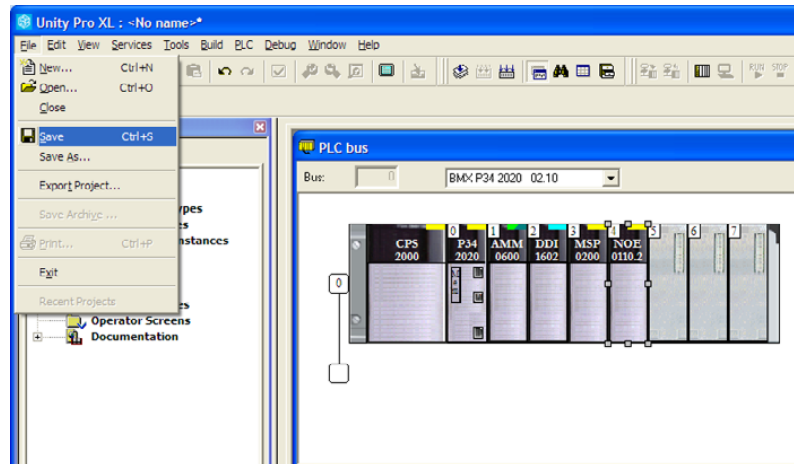 Unity Pro XL : <No name>*
File Edit View Services Tools Build PLC Debug Window Help
New... Ctrl+N
Open... Ctrl+O
Close
Save Ctrl+S
Save As...
Export Project...
Save Archive ...
Print... Ctrl+P
Exit
Recent Projects
RUN STOP
ypes
es
nstances
es
Operator Screens
Documentation
PLC bus
Bus: 0 BMX P34 2020 02.10
0 1 2 3 4 5 6 7
CPS P34 AMM DDI MSP NOE
2000 2020 0600 1602 0200 0110.2
0